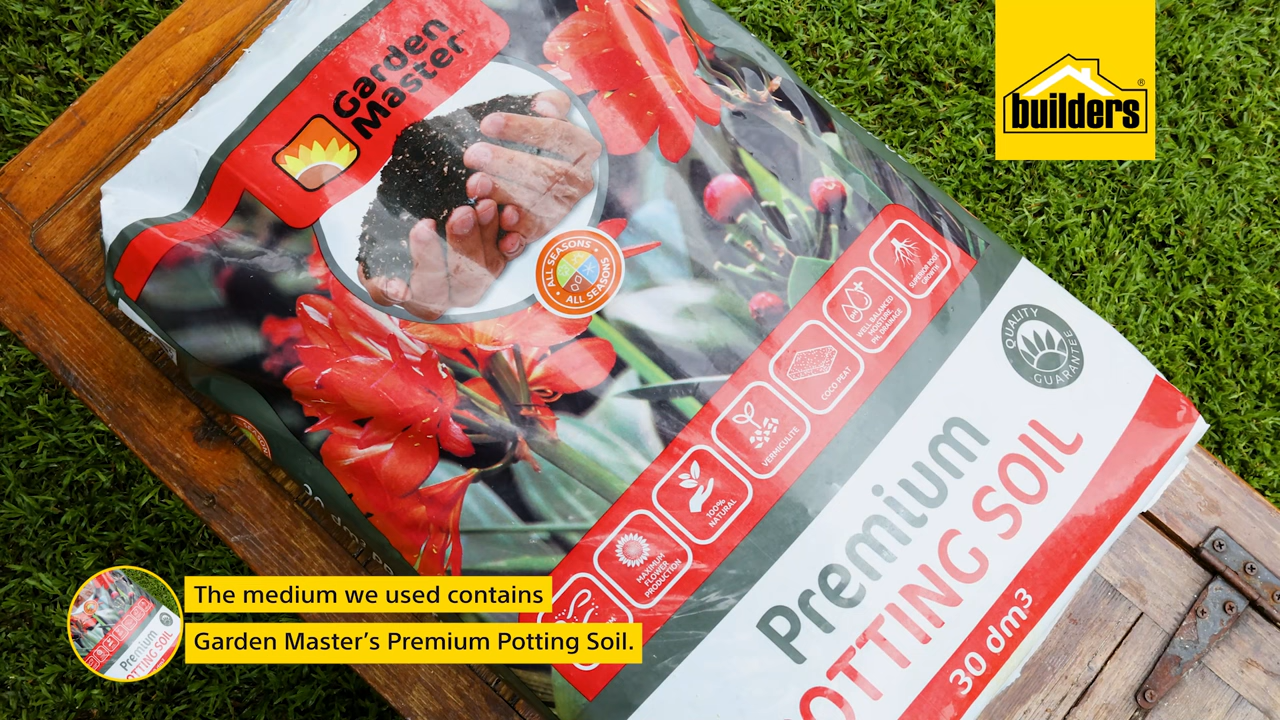 Garden
Master
builders®
ALL SEASONS • ALL SEASONS
SUPERIOR ROOT
GROWTH
WELL BALANCED
MOISTURE,
PH, DRAINAGE
COCO PEAT
VERMICULITE
100%
NATURAL
MAXIMUM
FLOWER
PRODUCTION
QUALITY
GUARANTEE
Premium
OTTING SOIL
30 dm3
The medium we used contains
Garden Master’s Premium Potting Soil.